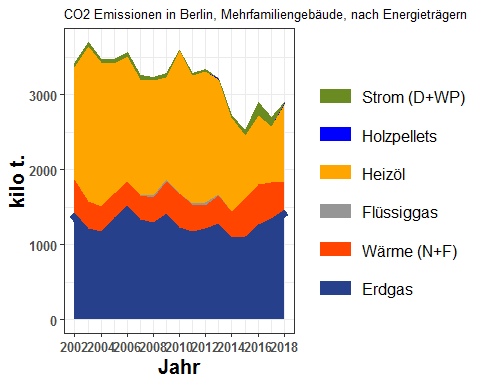 CO2 Emissionen in Berlin, Mehrfamiliengebäude, nach Energieträgern
kilo t.
3000
2000
1000
0
2002 2004 2006 2008 2010 2012 2014 2016 2018
Jahr
Strom (D+WP)
Holzpellets
Heizöl
Flüssiggas
Wärme (N+F)
Erdgas